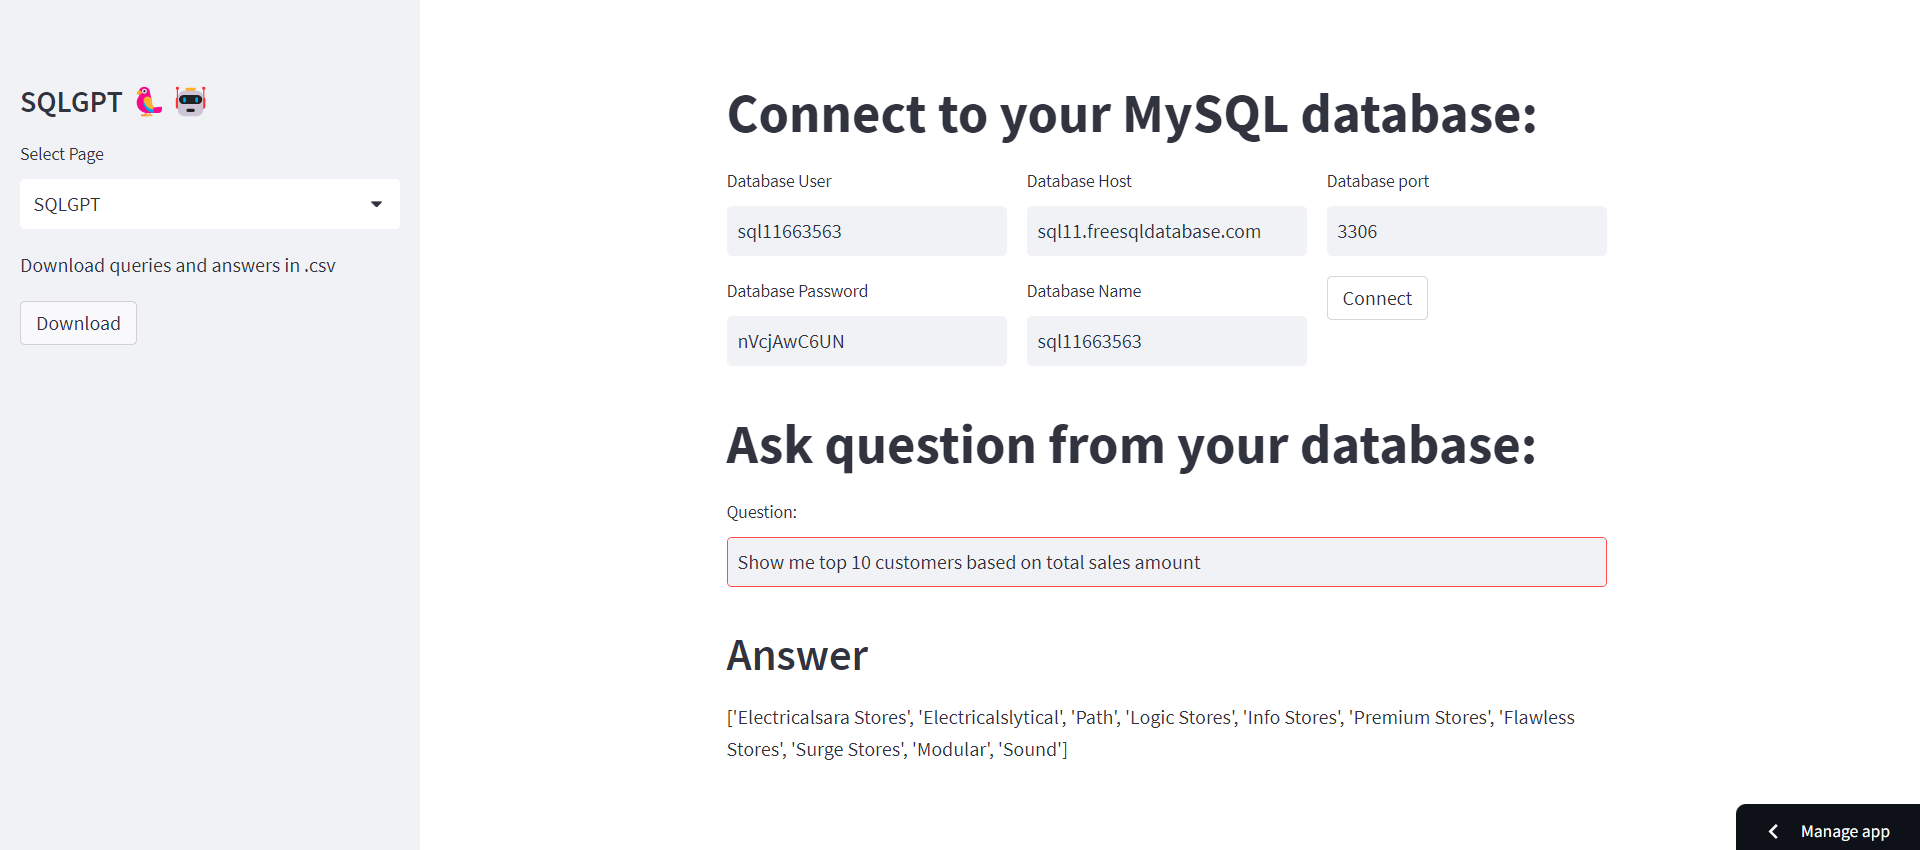 SQLGPT
Select Page
SQLGPT
Download queries and answers in .csv
Download
Connect to your MySQL database:
Database User
Database Host
Database port
sql11663563
sql11.freesqldatabase.com
3306
Database Password
Database Name
Connect
nVcjAwC6UN
sql11663563
Ask question from your database:
Question:
Show me top 10 customers based on total sales amount
Answer
['Electricalsara Stores', 'Electricalslytical', 'Path', 'Logic Stores', 'Info Stores', 'Premium Stores', 'Flawless
Stores', 'Surge Stores', 'Modular', 'Sound']
Manage app